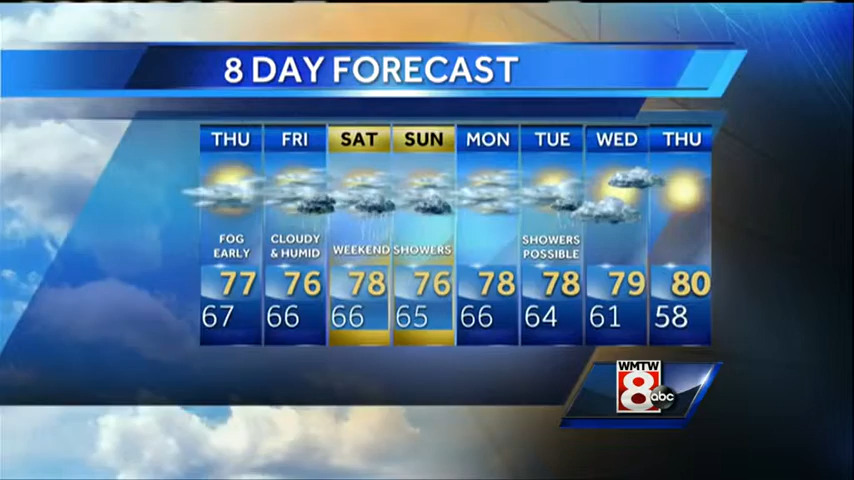 8 DAY FORECAST
THU FRI SAT SUN MON TUE WED THU
FOG EARLY
CLOUDY & HUMID
WEEKEND SHOWERS
SHOWERS POSSIBLE
77 76 78 76 78 78 79 80
67 66 66 65 66 64 61 58
WMTW
8
abc